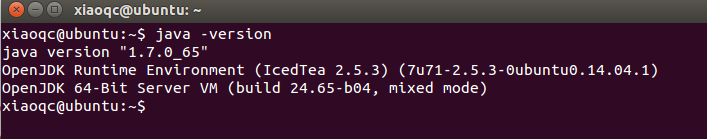 xiaoqc@ubuntu: ~
xiaoqc@ubuntu:~$ java -version
java version "1.7.0_65"
OpenJDK Runtime Environment (IcedTea 2.5.3) (7u71-2.5.3-0ubuntu0.14.04.1)
OpenJDK 64-Bit Server VM (build 24.65-b04, mixed mode)
xiaoqc@ubuntu:~$